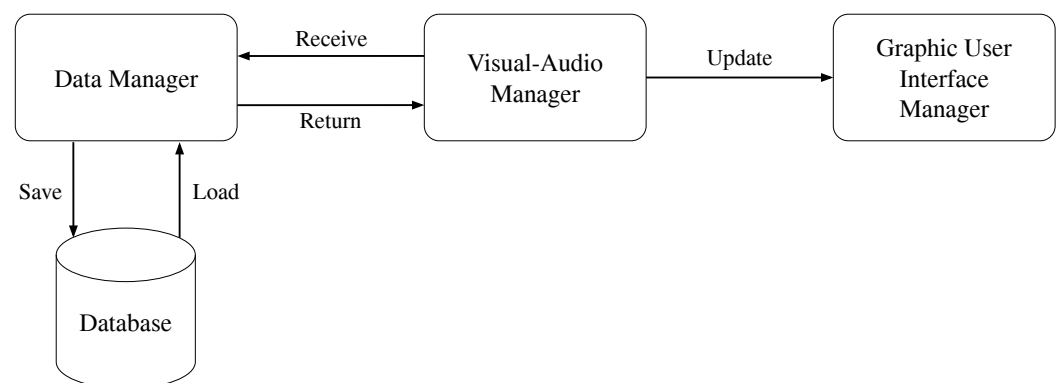 Data Manager
Receive
Return
Visual-Audio
Manager
Update
Graphic User
Interface
Manager
Save
Load
Database